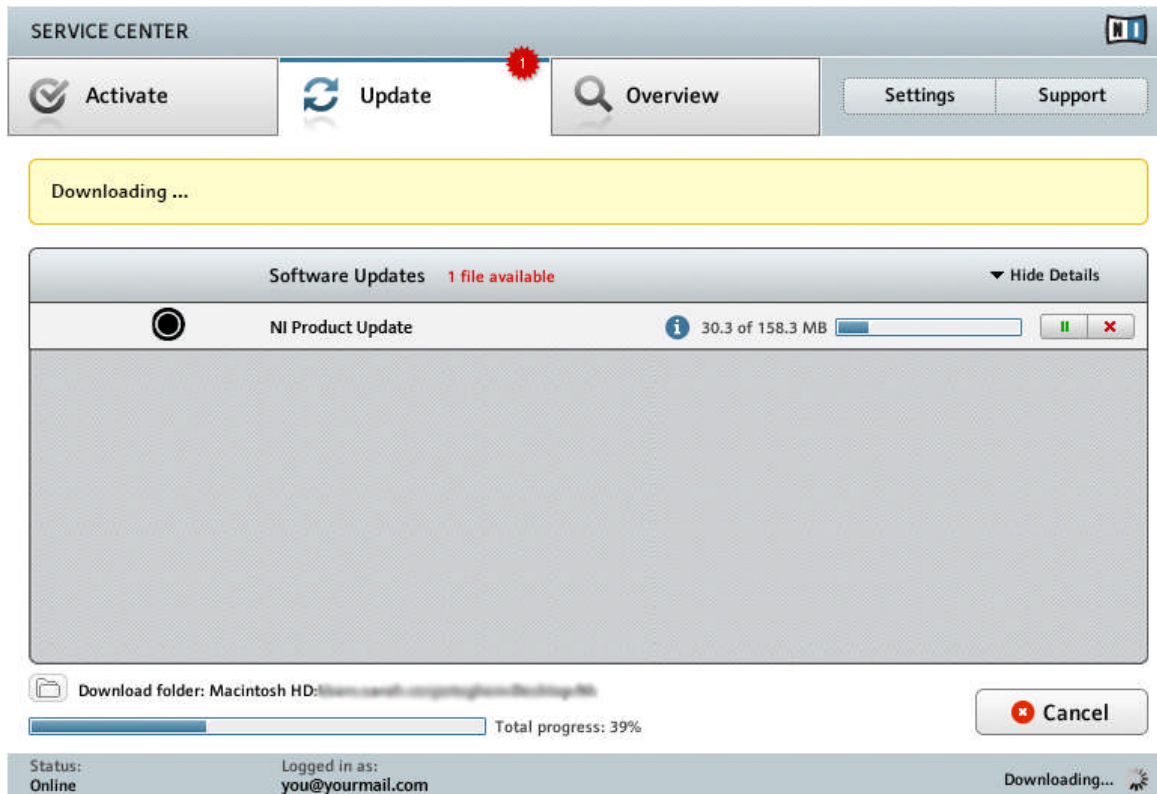 SERVICE CENTER
NI
Activate
Update
1
Overview
Settings
Support
Downloading ...
Software Updates 1 file available
Hide Details
NI Product Update
i
30.3 of 158.3 MB
Download folder: Macintosh HD:
Total progress: 39%
Cancel
Status:
Online
Logged in as:
you@yourmail.com
Downloading...